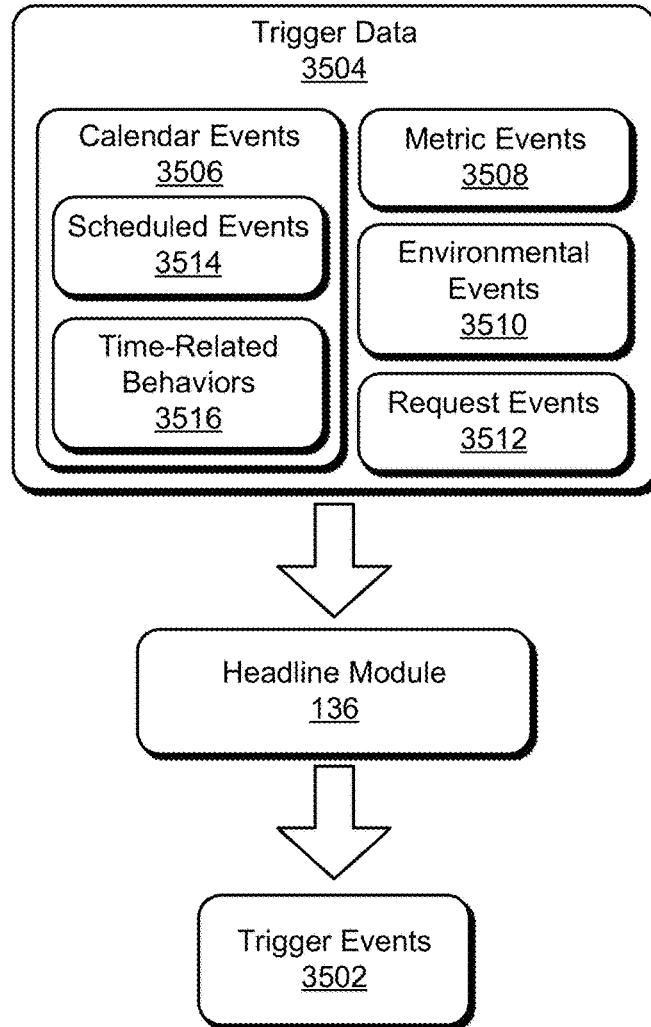 Trigger Data
3504
Calendar Events
3506
Scheduled Events
3514
Time-Related
Behaviors
3516
Metric Events
3508
Environmental
Events
3510
Request Events
3512
Headline Module
136
Trigger Events
3502